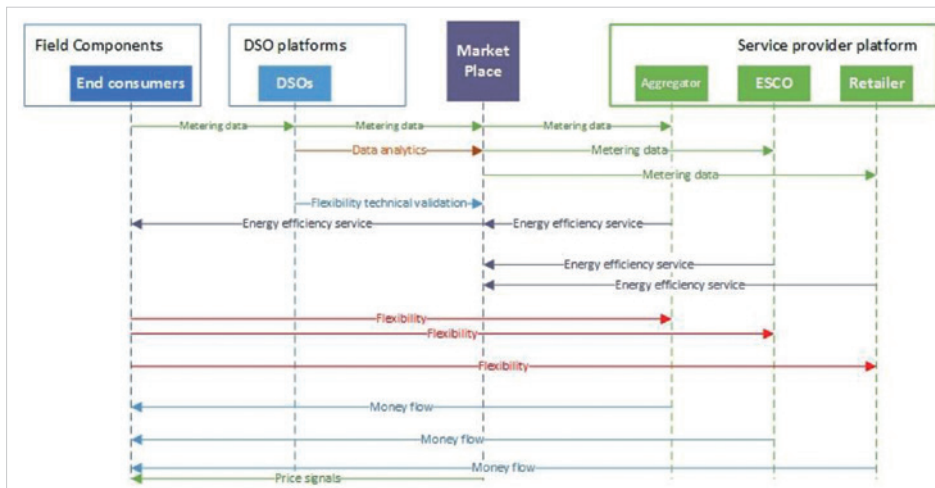 Field Components
DSO platforms
Market
Place
Service provider platform
End consumers
DSOs
Aggregator
ESCO
Retailer
Metering data
Metering data
Metering data
Data analytics
Metering data
Metering data
Flexibility technical validation
Energy efficiency service
Energy efficiency service
Energy efficiency service
Energy efficiency service
Flexibility
Flexibility
Flexibility
Money flow
Money flow
Money flow
Price signals